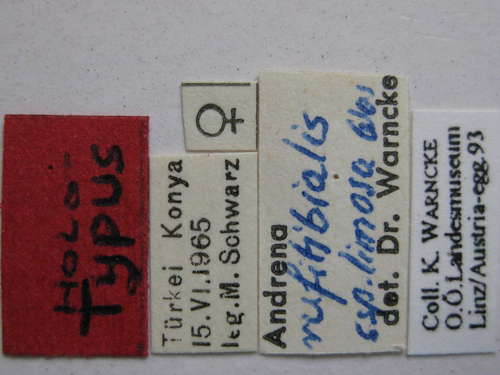 HOLO-
TYPUS
♀
Türkei Konya
15.VI.1965
leg.M. Schwarz
Andrena
rufitibialis
ssp. limosa
det. Dr. Warncke
Coll. K. WARNCKE
O.Ö.Landesmuseum
Linz/Austria-egg.93